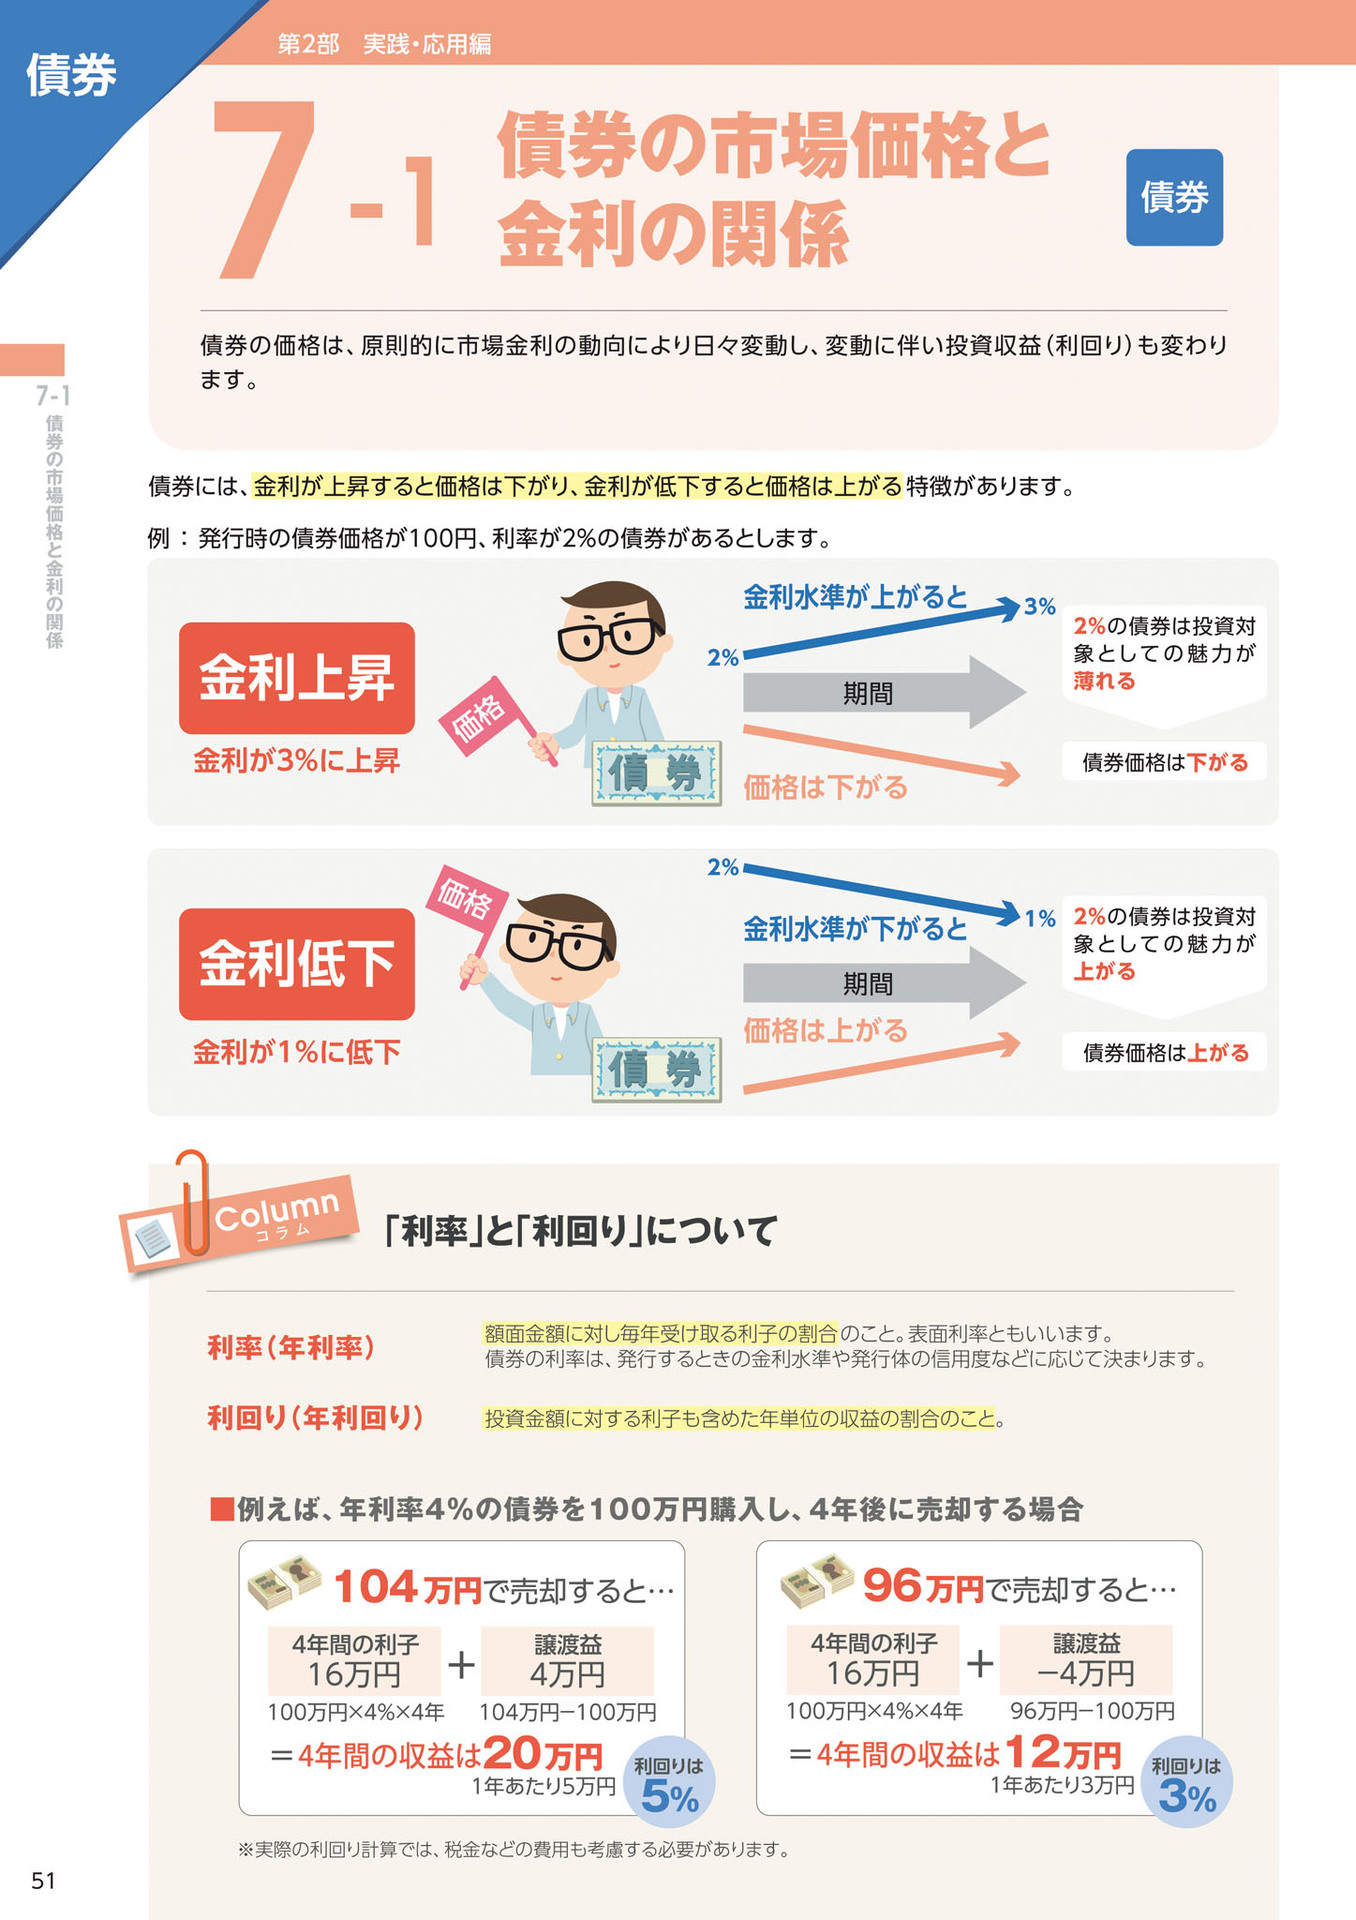 債券
第2部　実践・応用編
7-1
債券の市場価格と
金利の関係
債券
債券の価格は、原則的に市場金利の動向により日々変動し、変動に伴い投資収益（利回り）も変わり
ます。
7-1
債券の市場価格と金利の関係
債券には、金利が上昇すると価格は下がり、金利が低下すると価格は上がる特徴があります。
例：発行時の債券価格が100円、利率が2%の債券があるとします。
金利上昇
金利が3%に上昇
価格
債券
金利水準が上がると
2%
3%
期間
価格は下がる
2%の債券は投資対
象としての魅力が
薄れる
債券価格は下がる
金利低下
金利が1%に低下
価格
債券
2%
金利水準が下がると
1%
期間
価格は上がる
2%の債券は投資対
象としての魅力が
上がる
債券価格は上がる
Column
コラム
「利率」と「利回り」について
利率（年利率）
額面金額に対し毎年受け取る利子の割合のこと。表面利率ともいいます。
債券の利率は、発行するときの金利水準や発行体の信用度などに応じて決まります。
利回り（年利回り）
投資金額に対する利子も含めた年単位の収益の割合のこと。
■例えば、年利率4%の債券を100万円購入し、4年後に売却する場合
104万円で売却すると…
4年間の利子
16万円
100万円×4%×4年
＋
譲渡益
4万円
104万円−100万円
＝4年間の収益は20万円
1年あたり5万円
利回りは
5%
96万円で売却すると…
4年間の利子
16万円
100万円×4%×4年
＋
譲渡益
−4万円
96万円−100万円
＝4年間の収益は12万円
1年あたり3万円
利回りは
3%
※実際の利回り計算では、税金などの費用も考慮する必要があります。
51